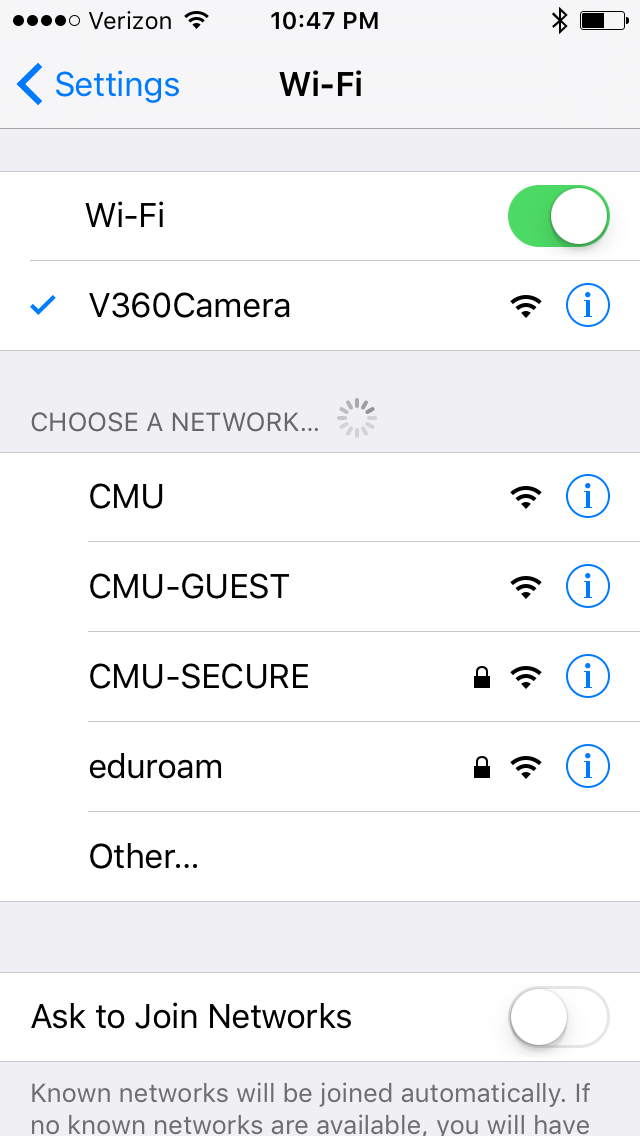 Verizon 10:47 PM
Settings Wi-Fi
Wi-Fi
V360Camera
CHOOSE A NETWORK...
CMU
CMU-GUEST
CMU-SECURE
eduroam
Other...
Ask to Join Networks
Known networks will be joined automatically. If
no known networks are available, you will have